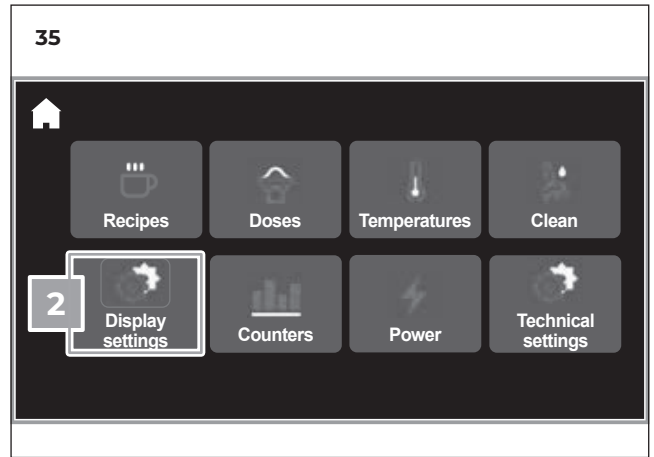 35
Recipes
Doses
Temperatures
Clean
2
Display
settings
Counters
Power
Technical
settings